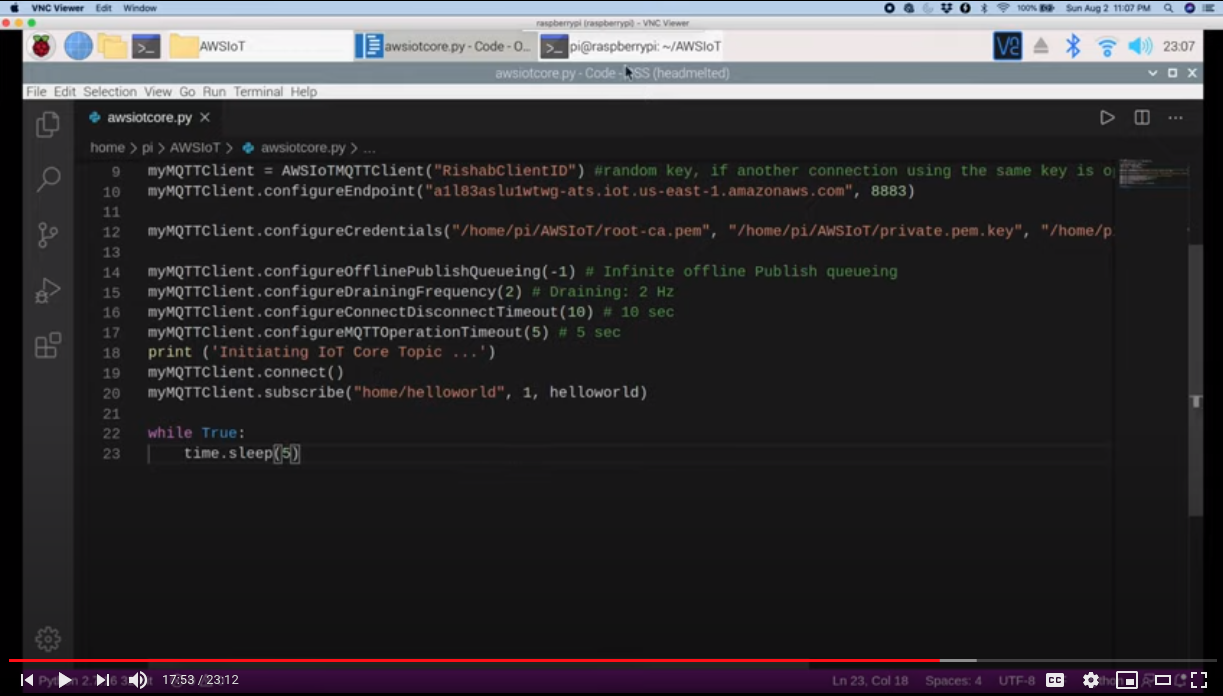 VNC Viewer Edit Window 100% Sun Aug 2 11:07 PM
raspberrypi (raspberrypi) - VNC Viewer
AWSIoT awsiotcore.py - Code - O... pi@raspberrypi: ~/AWSIoT V2 23:07
awsiotcore.py - Code - OSS (headmelted)
File Edit Selection View Go Run Terminal Help
awsiotcore.py
home > pi > AWSIoT > awsiotcore.py > ...
9 myMQTTClient = AWSIoTMQTTClient("RishabClientID") #random key, if another connection using the same key is op
10 myMQTTClient.configureEndpoint("a1l83aslu1wtwg-ats.iot.us-east-1.amazonaws.com", 8883)
11
12 myMQTTClient.configureCredentials("/home/pi/AWSIoT/root-ca.pem", "/home/pi/AWSIoT/private.pem.key", "/home/p
13
14 myMQTTClient.configureOfflinePublishQueueing(-1) # Infinite offline Publish queueing
15 myMQTTClient.configureDrainingFrequency(2) # Draining: 2 Hz
16 myMQTTClient.configureConnectDisconnectTimeout(10) # 10 sec
17 myMQTTClient.configureMQTTOperationTimeout(5) # 5 sec
18 print ('Initiating IoT Core Topic ...')
19 myMQTTClient.connect()
20 myMQTTClient.subscribe("home/helloworld", 1, helloworld)
21
22 while True:
23 time.sleep(5)
17:53 / 23:12 Ln 23, Col 18 Spaces: 4 UTF-8 CC